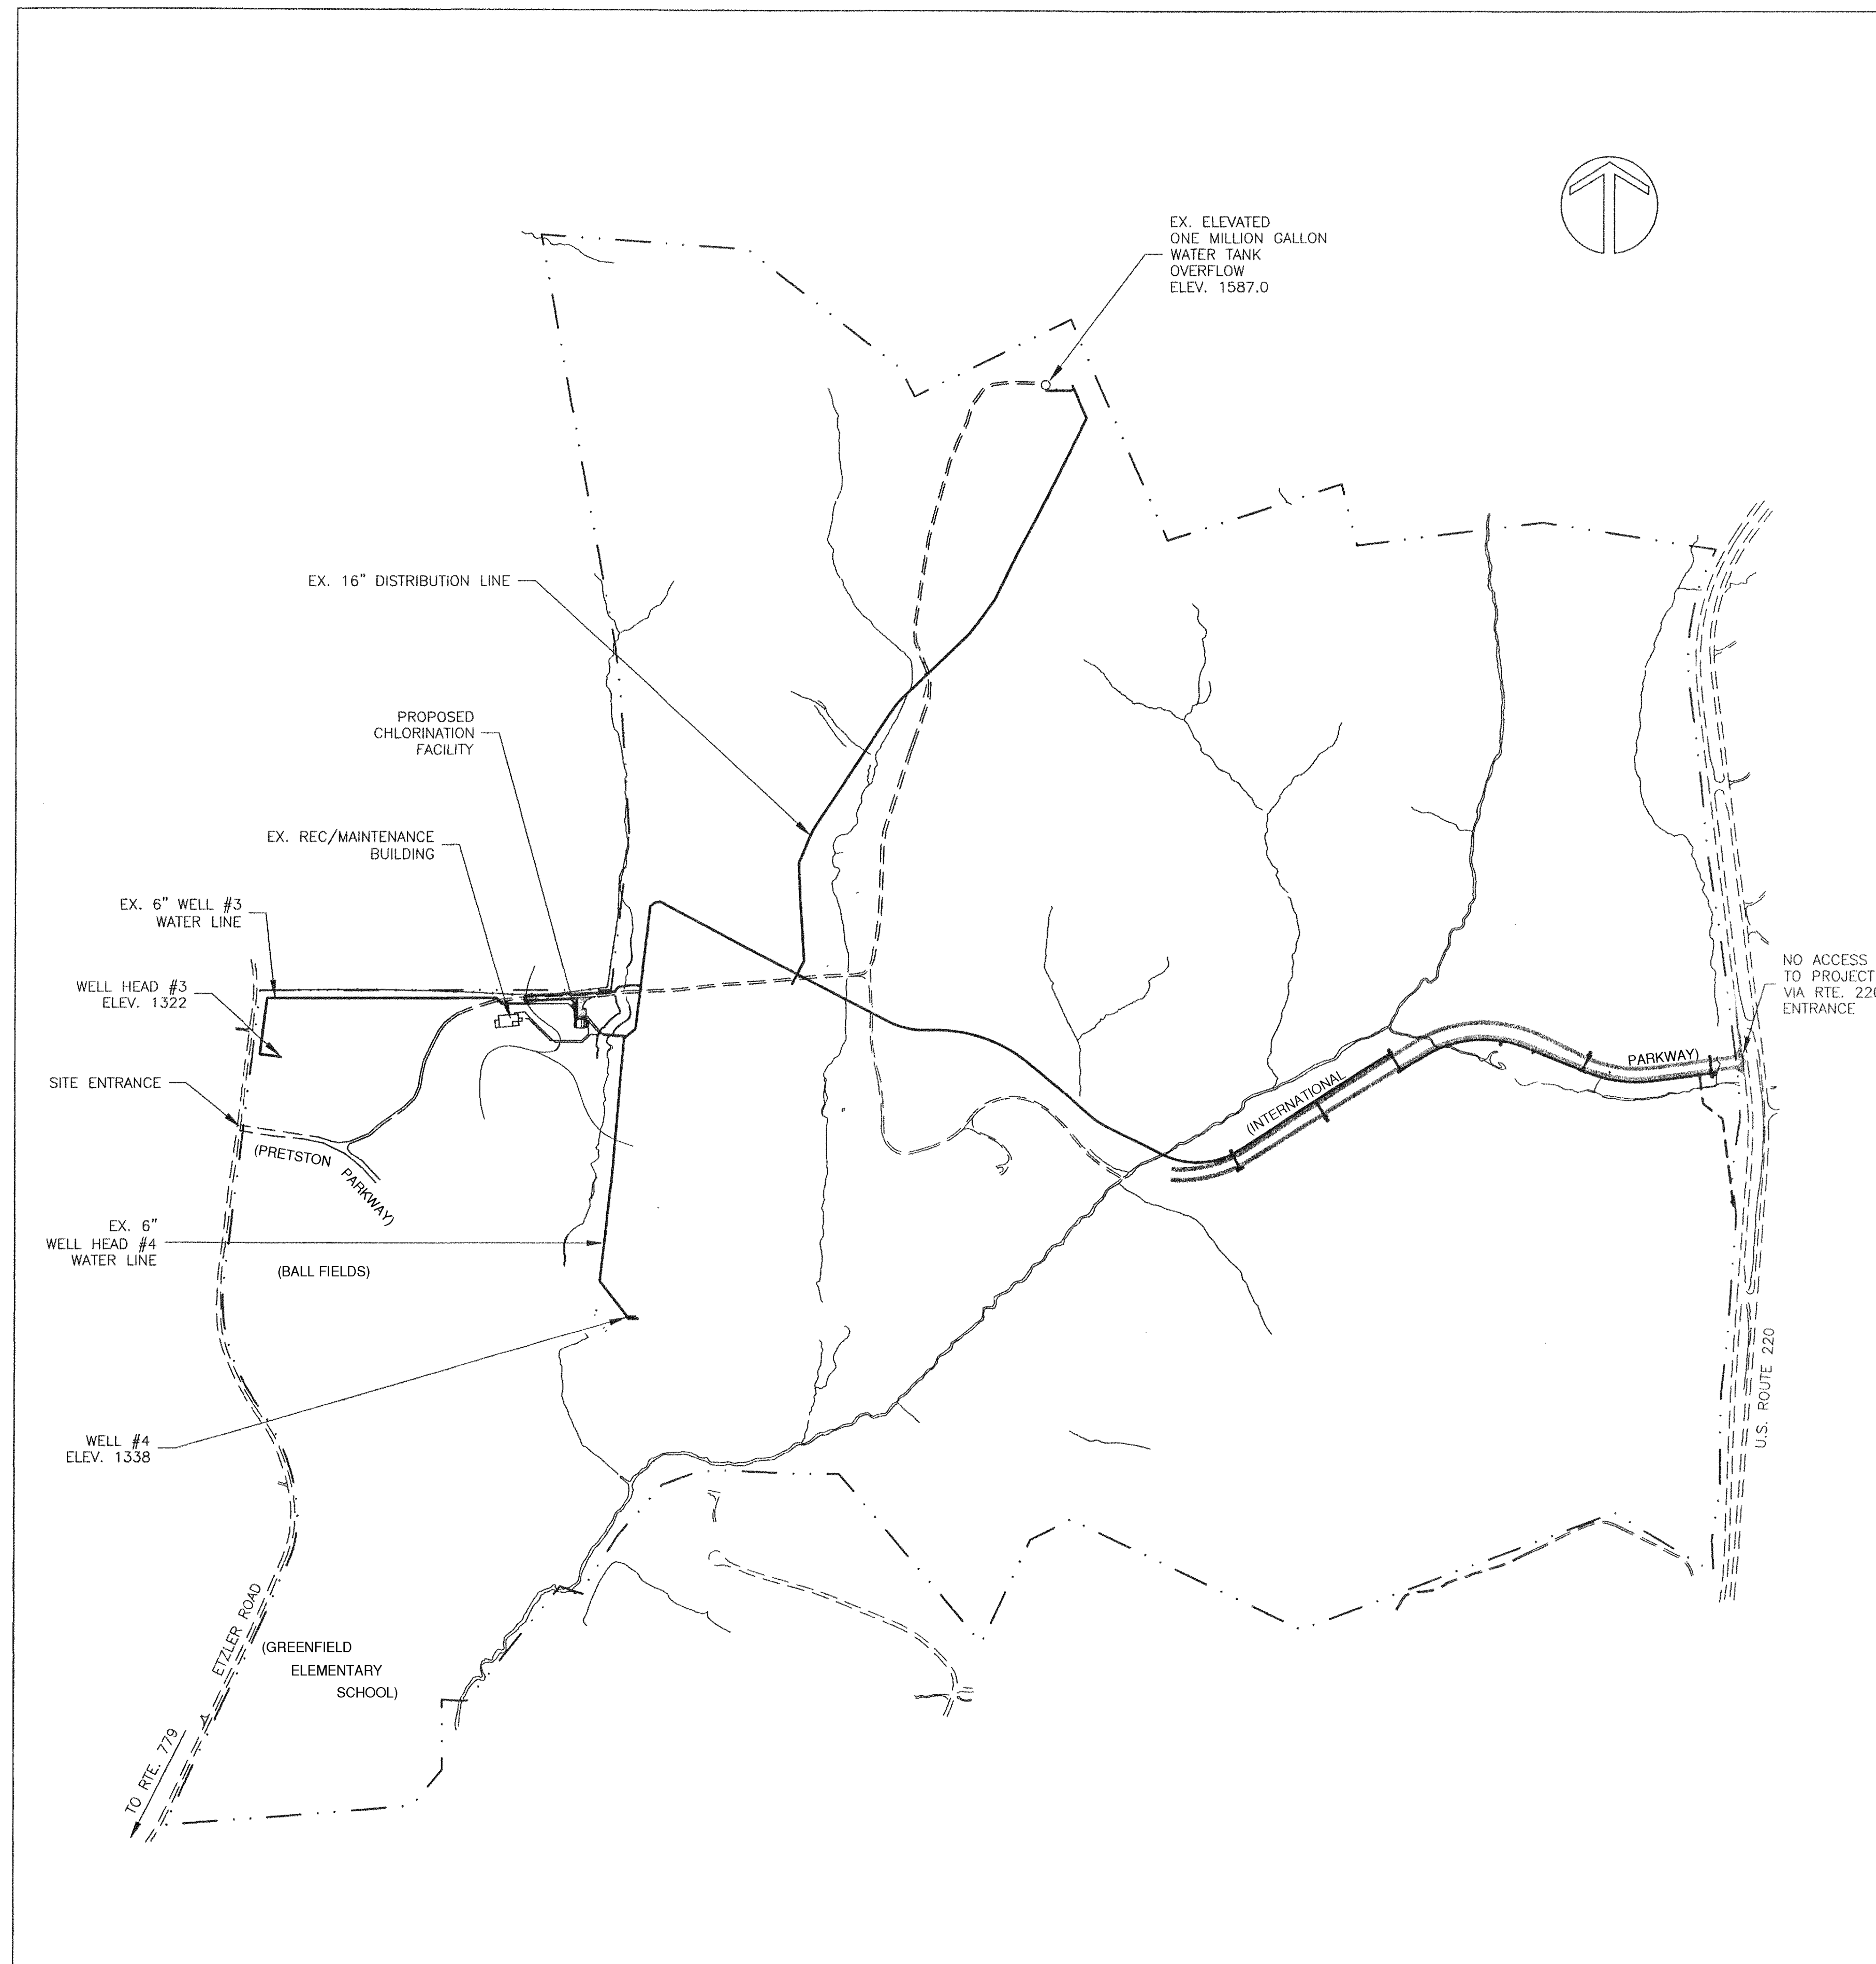 EX. ELEVATED
ONE MILLION GALLON
WATER TANK
OVERFLOW
ELEV. 1587.0
EX. 16" DISTRIBUTION LINE
PROPOSED
CHLORINATION
FACILITY
EX. REC/MAINTENANCE
BUILDING
EX. 6" WELL #3
WATER LINE
WELL HEAD #3
ELEV. 1322
SITE ENTRANCE
(PRETSTON
PARKWAY)
EX. 6"
WELL HEAD #4
WATER LINE
(BALL FIELDS)
WELL #4
ELEV. 1338
NO ACCESS
TO PROJECT
VIA RTE. 220
ENTRANCE
(INTERNATIONAL
PARKWAY)
U.S. ROUTE 220
ETZLER ROAD
(GREENFIELD
ELEMENTARY
SCHOOL)
TO RTE. 779